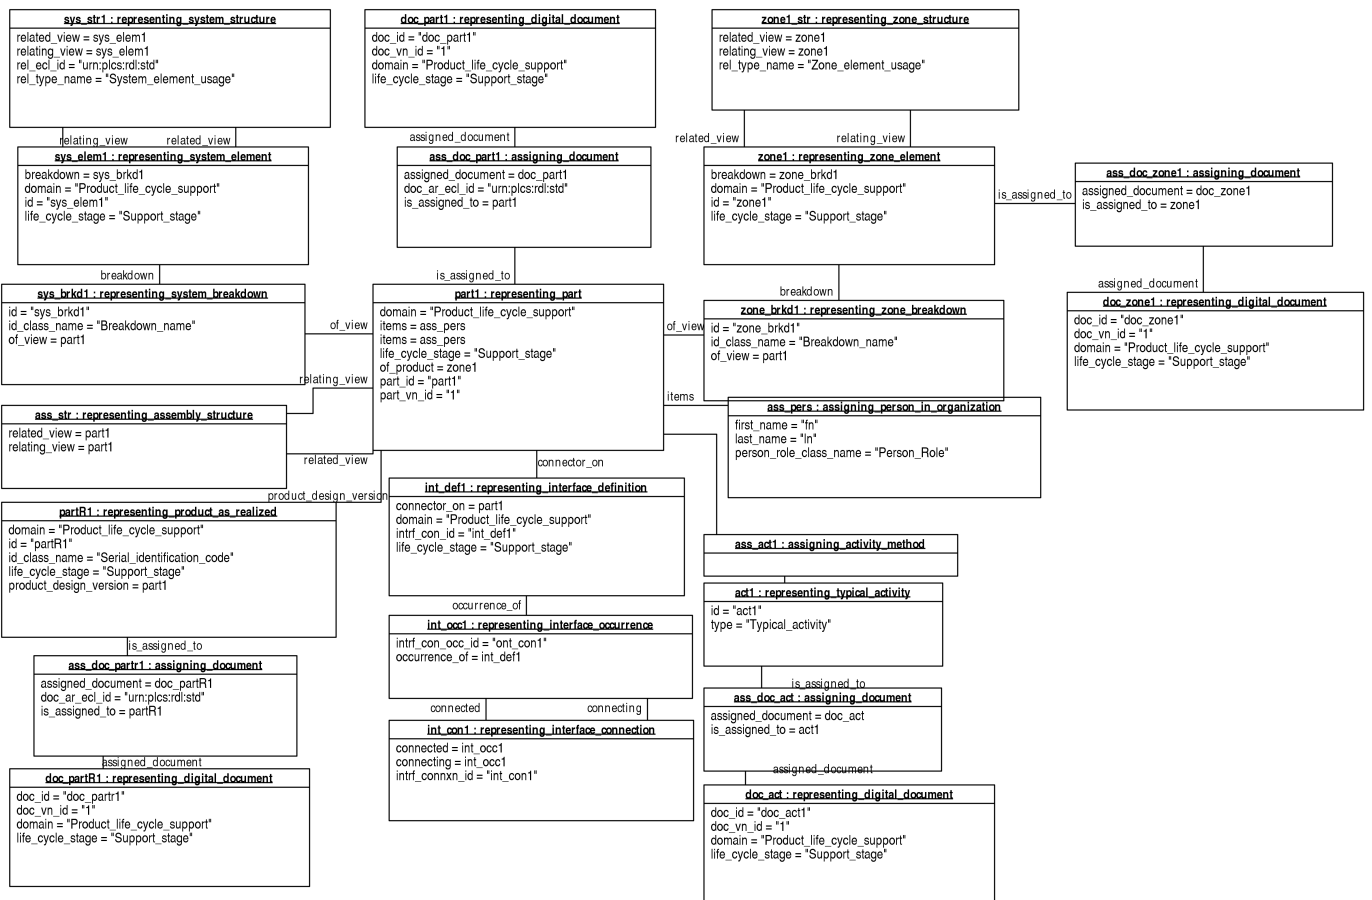 sys_str1 : representing_system_structure
related_view = sys_elem1
relating_view = sys_elem1
rel_ecl_id = "urn:plcs:rdl:std"
rel_type_name = "System_element_usage"
doc_part1 : representing_digital_document
doc_id = "doc_part1"
doc_vn_id = "1"
domain = "Product_life_cycle_support"
life_cycle_stage = "Support_stage"
zone1_str : representing_zone_structure
related_view = zone1
relating_view = zone1
rel_type_name = "Zone_element_usage"
relating_view
related_view
assigned_document
related_view
relating_view
sys_elem1 : representing_system_element
breakdown = sys_brkd1
domain = "Product_life_cycle_support"
id = "sys_elem1"
life_cycle_stage = "Support_stage"
ass_doc_part1 : assigning_document
assigned_document = doc_part1
doc_ar_ecl_id = "urn:plcs:rdl:std"
is_assigned_to = part1
zone1 : representing_zone_element
breakdown = zone_brkd1
domain = "Product_life_cycle_support"
id = "zone1"
life_cycle_stage = "Support_stage"
is_assigned_to
ass_doc_zone1 : assigning_document
assigned_document = doc_zone1
is_assigned_to = zone1
breakdown
is_assigned_to
breakdown
assigned_document
sys_brkd1 : representing_system_breakdown
id = "sys_brkd1"
id_class_name = "Breakdown_name"
of_view = part1
of_view
part1 : representing_part
domain = "Product_life_cycle_support"
items = ass_pers
items = ass_pers
life_cycle_stage = "Support_stage"
of_product = zone1
part_id = "part1"
part_vn_id = "1"
of_view
zone_brkd1 : representing_zone_breakdown
id = "zone_brkd1"
id_class_name = "Breakdown_name"
of_view = part1
doc_zone1 : representing_digital_document
doc_id = "doc_zone1"
doc_vn_id = "1"
domain = "Product_life_cycle_support"
life_cycle_stage = "Support_stage"
relating_view
items
ass_str : representing_assembly_structure
related_view = part1
relating_view = part1
related_view
ass_pers : assigning_person_in_organization
first_name = "fn"
last_name = "ln"
person_role_class_name = "Person_Role"
connector_on
product_design_version
partR1 : representing_product_as_realized
domain = "Product_life_cycle_support"
id = "partR1"
id_class_name = "Serial_identification_code"
life_cycle_stage = "Support_stage"
product_design_version = part1
int_def1 : representing_interface_definition
connector_on = part1
domain = "Product_life_cycle_support"
intrf_con_id = "int_def1"
life_cycle_stage = "Support_stage"
ass_act1 : assigning_activity_method
act1 : representing_typical_activity
id = "act1"
type = "Typical_activity"
occurrence_of
int_occ1 : representing_interface_occurrence
intrf_con_occ_id = "ont_con1"
occurrence_of = int_def1
is_assigned_to
ass_doc_partr1 : assigning_document
assigned_document = doc_partR1
doc_ar_ecl_id = "urn:plcs:rdl:std"
is_assigned_to = partR1
is_assigned_to
ass_doc_act : assigning_document
assigned_document = doc_act
is_assigned_to = act1
connected
connecting
int_con1 : representing_interface_connection
connected = int_occ1
connecting = int_occ1
intrf_connxn_id = "int_con1"
assigned_document
doc_partR1 : representing_digital_document
doc_id = "doc_partr1"
doc_vn_id = "1"
domain = "Product_life_cycle_support"
life_cycle_stage = "Support_stage"
assigned_document
doc_act : representing_digital_document
doc_id = "doc_act1"
doc_vn_id = "1"
domain = "Product_life_cycle_support"
life_cycle_stage = "Support_stage"